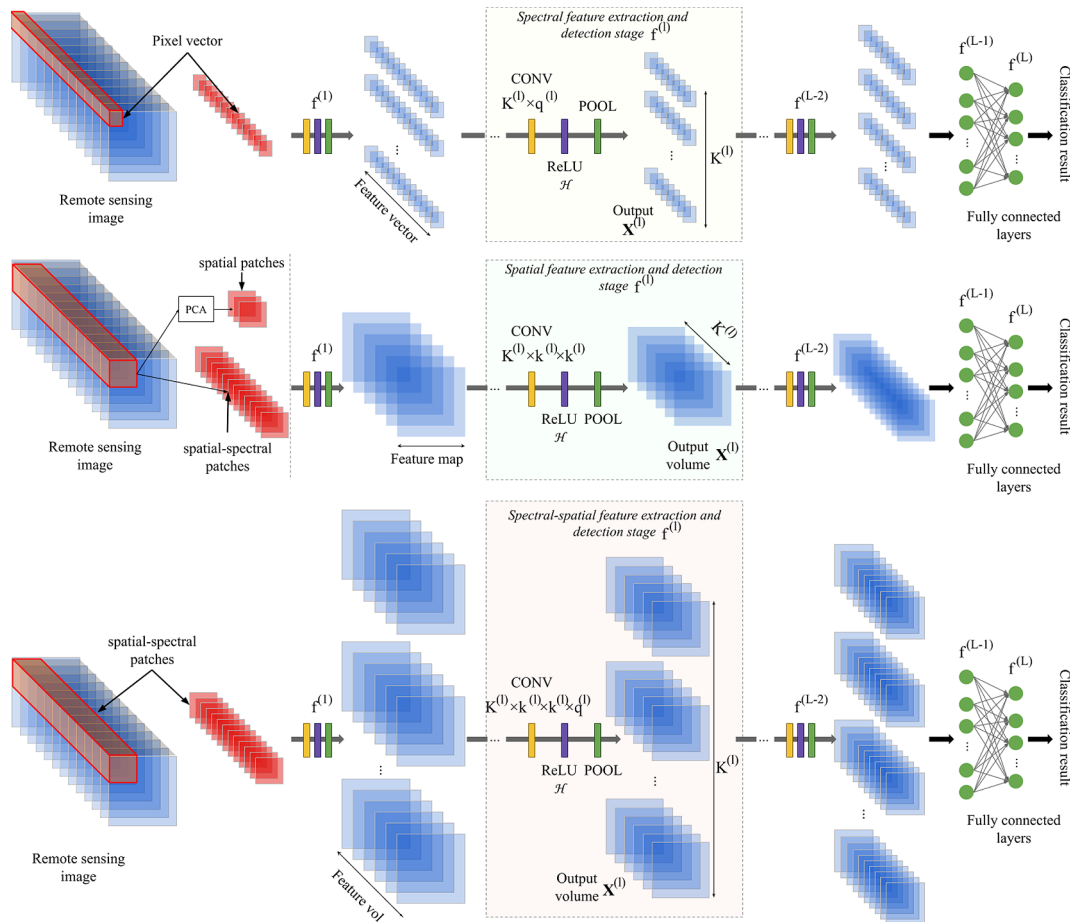 Pixel vector
Remote sensing
image
f^(1)
Feature vector
...
Spectral feature extraction and
detection stage f^(l)
CONV
K^(l)×q^(l)
POOL
ReLU
ℋ
Output
X^(l)
K^(l)
...
f^(L-2)
f^(L-1)
f^(L)
Fully connected
layers
Classification result
spatial patches
PCA
spatial-spectral
patches
Remote sensing
image
f^(1)
Feature map
...
Spatial feature extraction and detection
stage f^(l)
CONV
K^(l)×k^(l)×k^(l)
ReLU
ℋ
POOL
K^(l)
Output
volume X^(l)
...
f^(L-2)
f^(L-1)
f^(L)
Fully connected
layers
Classification result
spatial-spectral
patches
Remote sensing
image
f^(1)
Feature vol
...
Spectral-spatial feature extraction and
detection stage f^(l)
CONV
K^(l)×k^(l)×k^(l)×q^(l)
ReLU POOL
ℋ
Output
volume X^(l)
K^(l)
...
f^(L-2)
f^(L-1)
f^(L)
Fully connected
layers
Classification result